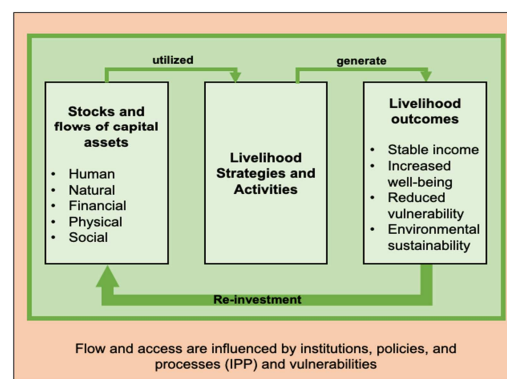 utilized
generate
Stocks and
flows of capital
assets
• Human
• Natural
• Financial
• Physical
• Social
Livelihood
Strategies and
Activities
Livelihood
outcomes
• Stable income
• Increased
well-being
• Reduced
vulnerability
• Environmental
sustainability
Re-investment
Flow and access are influenced by institutions, policies, and
processes (IPP) and vulnerabilities